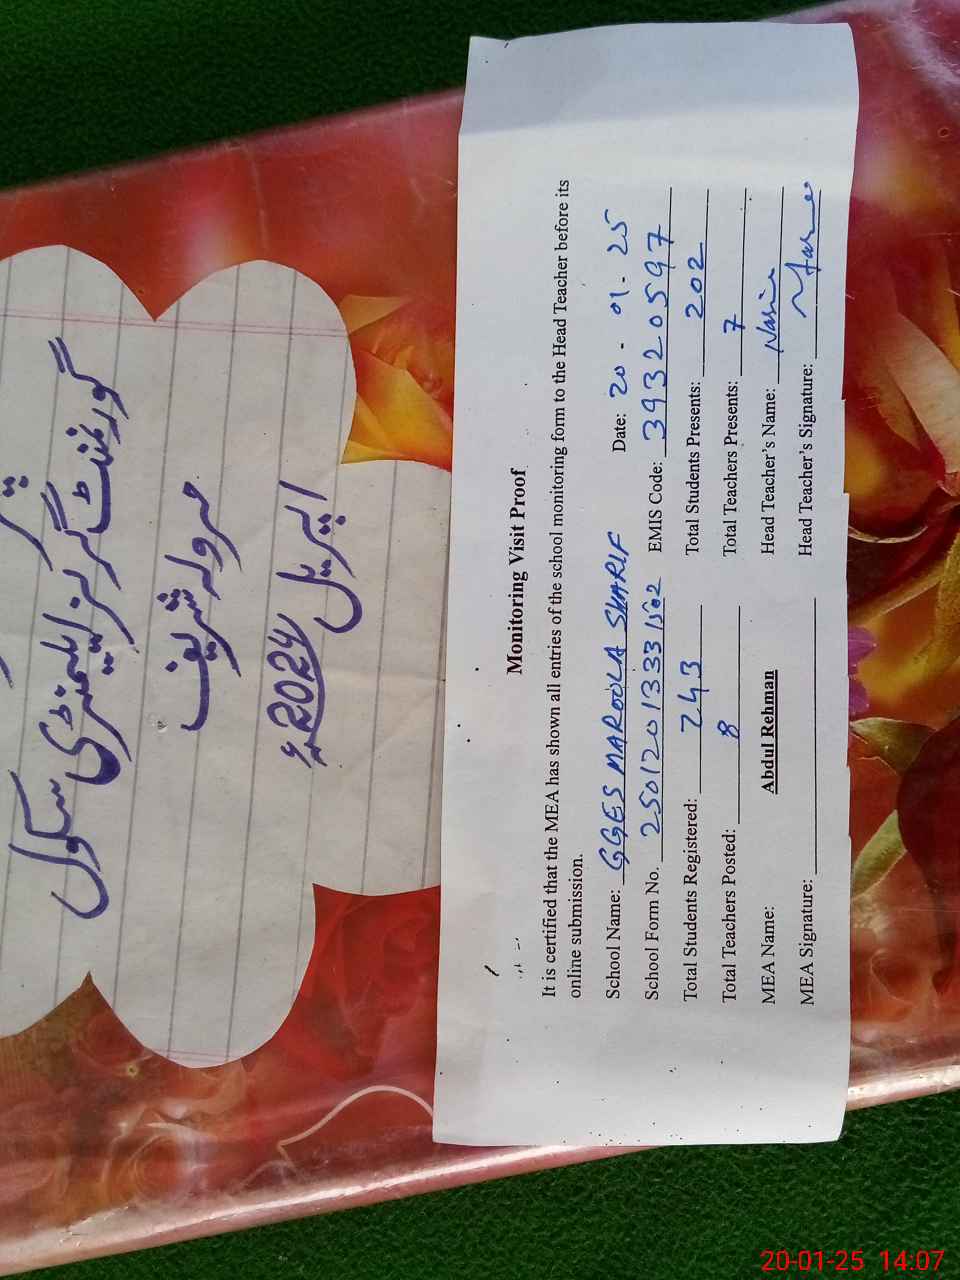 گورنمنٹ گرلز ایلیمنٹری سکول
مرولہ شریف
اپریل 2024ء
Monitoring Visit Proof
It is certified that the MEA has shown all entries of the school monitoring form to the Head Teacher before its
online submission.
School Name: GGES MAROOLA SHARIF Date: 20-01-25
School Form No. 25012013331502 EMIS Code: 39320597
Total Students Registered: 243 Total Students Presents: 202
Total Teachers Posted: 8 Total Teachers Presents: 7
MEA Name: Abdul Rehman Head Teacher's Name:
MEA Signature: Head Teacher's Signature:
20-01-25 14:07